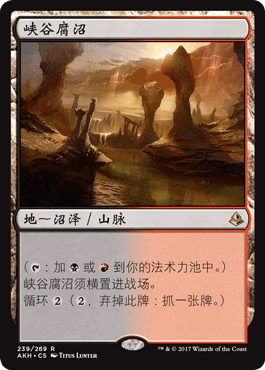 峡谷腐沼
地～沼泽 / 山脉
（：加或到你的法术力池中。）
峡谷腐沼须横置进战场。
循环2（2，弃掉此牌：抓一张牌。）
239/269 R
AKH • CS Titus Lunter
™ & © 2017 Wizards of the Coast